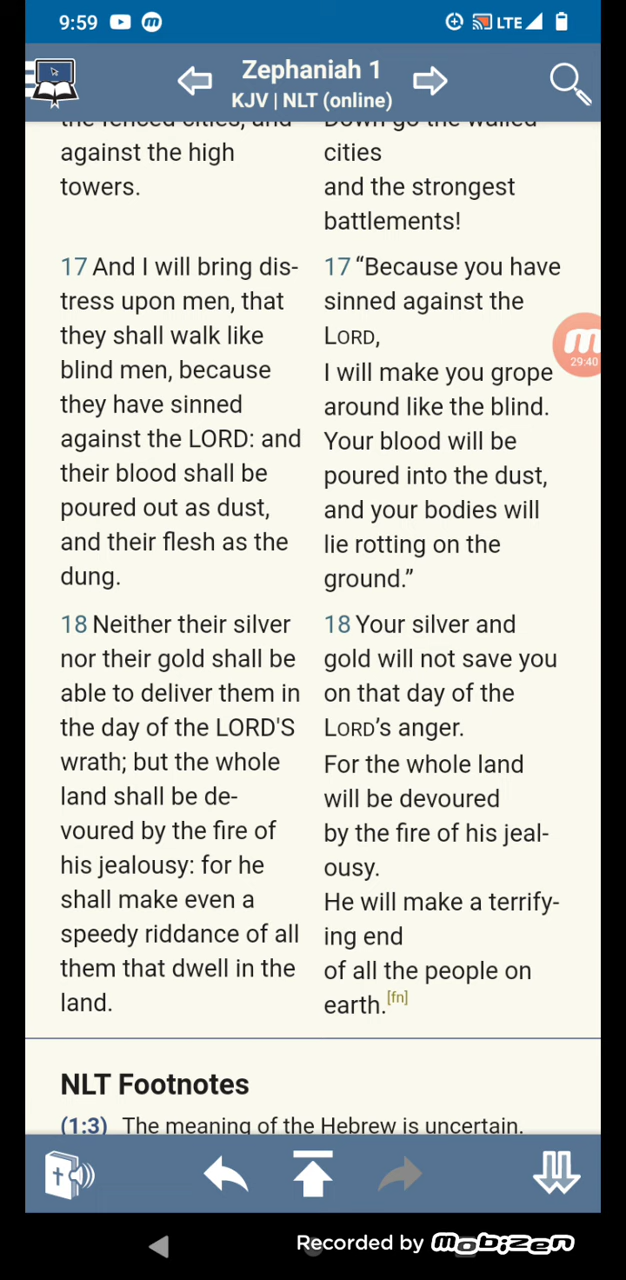 9:59
LTE
Zephaniah 1
KJV | NLT (online)
the fenced cities, and
against the high
towers.
17 And I will bring dis-
tress upon men, that
they shall walk like
blind men, because
they have sinned
against the LORD: and
their blood shall be
poured out as dust,
and their flesh as the
dung.
18 Neither their silver
nor their gold shall be
able to deliver them in
the day of the LORD'S
wrath; but the whole
land shall be de-
voured by the fire of
his jealousy: for he
shall make even a
speedy riddance of all
them that dwell in the
land.
Down go the walled
cities
and the strongest
battlements!
17 “Because you have
sinned against the
LORD,
I will make you grope
around like the blind.
Your blood will be
poured into the dust,
and your bodies will
lie rotting on the
ground.”
18 Your silver and
gold will not save you
on that day of the
LORD’s anger.
For the whole land
will be devoured
by the fire of his jeal-
ousy.
He will make a terrify-
ing end
of all the people on
earth.[fn]
m
29:40
NLT Footnotes
(1:3) The meaning of the Hebrew is uncertain.
Recorded by mobizen